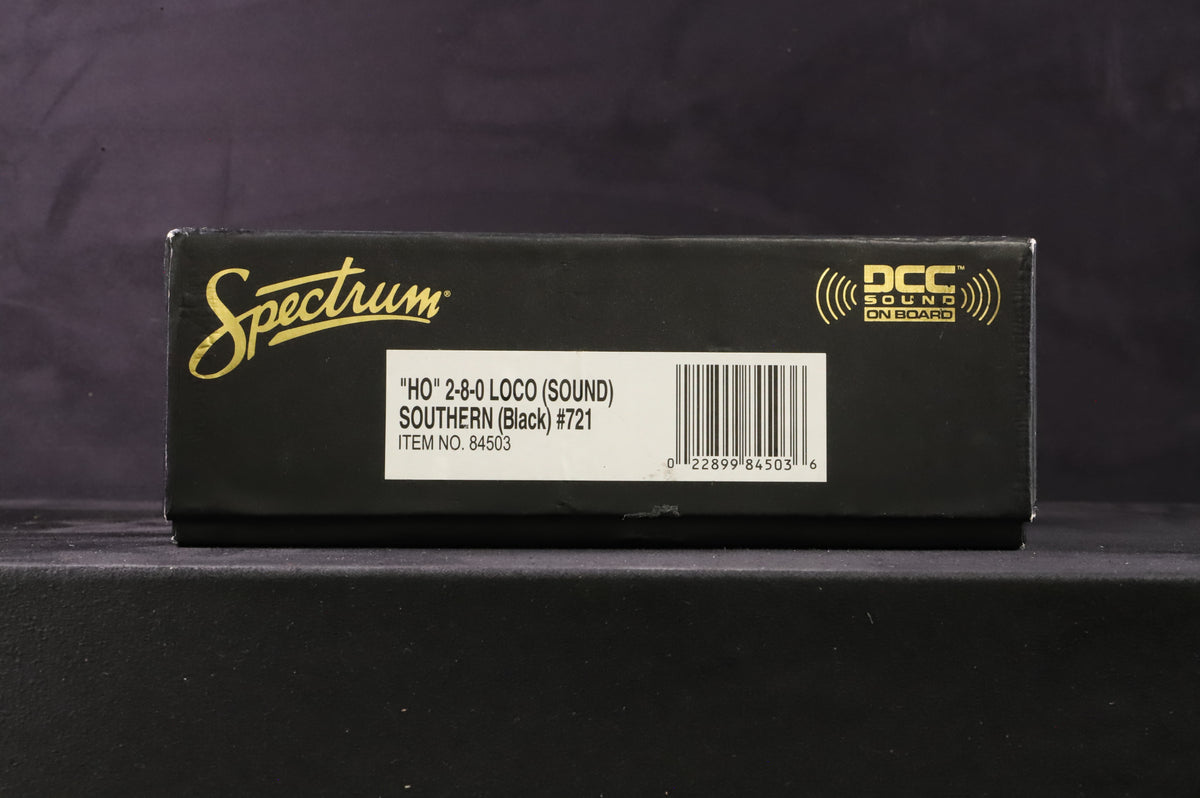 Spectrum®
DCC™
SOUND
ON BOARD
"HO" 2-8-0 LOCO (SOUND)
SOUTHERN (Black) #721
ITEM NO. 84503
0 22899 84503 6